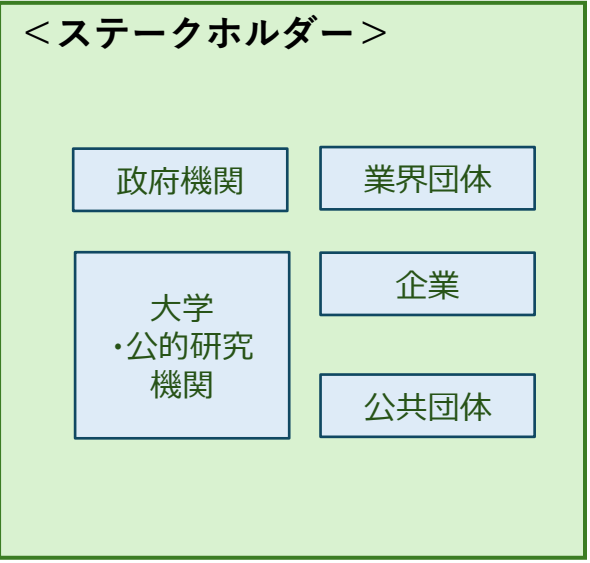 ＜ステークホルダー＞
政府機関
業界団体
大学
・公的研究
機関
企業
公共団体